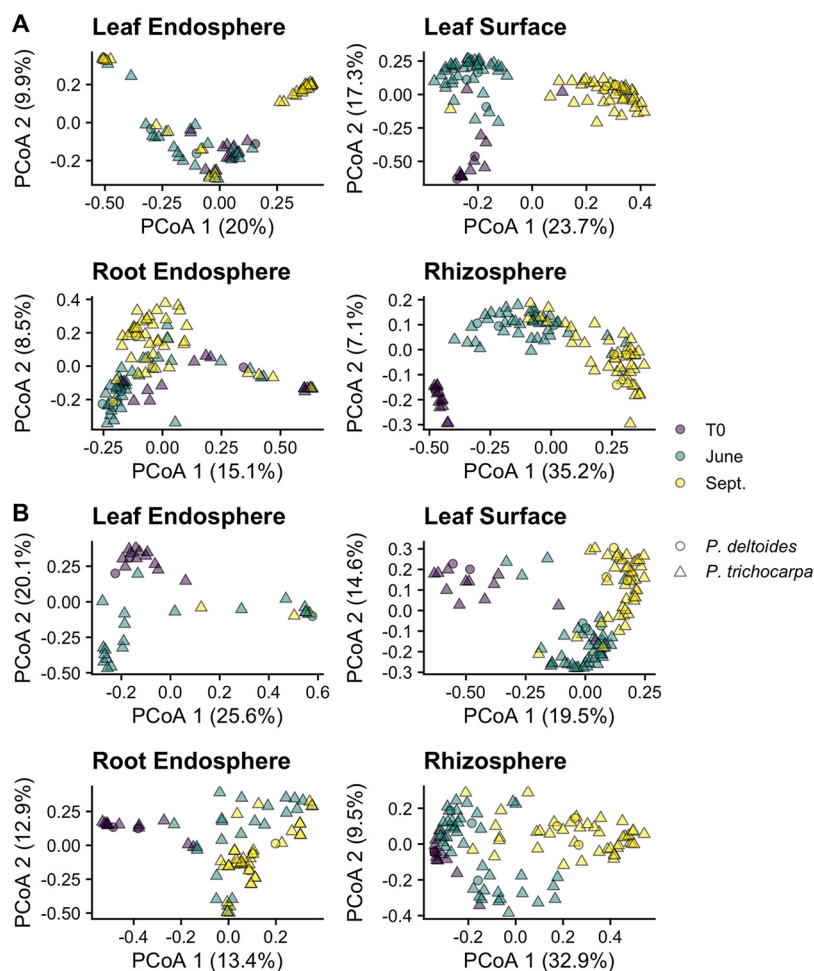 A
Leaf Endosphere
PCoA 2 (9.9%)
0.2
0.0
-0.2
-0.50 -0.25 0.00 0.25
PCoA 1 (20%)
Leaf Surface
PCoA 2 (17.3%)
0.25
0.00
-0.25
-0.50
0.0 0.2 0.4
PCoA 1 (23.7%)
Root Endosphere
PCoA 2 (8.5%)
0.4
0.2
0.0
-0.2
-0.25 0.00 0.25 0.50
PCoA 1 (15.1%)
Rhizosphere
PCoA 2 (7.1%)
0.2
0.1
0.0
-0.1
-0.2
-0.3
-0.50 -0.25 0.00 0.25
PCoA 1 (35.2%)
T0
June
Sept.
P. deltoides
P. trichocarpa
B
Leaf Endosphere
PCoA 2 (20.1%)
0.25
0.00
-0.25
-0.50
-0.2 0.0 0.2 0.4 0.6
PCoA 1 (25.6%)
Leaf Surface
PCoA 2 (14.6%)
0.3
0.2
0.1
0.0
-0.1
-0.2
-0.3
-0.50 -0.25 0.00 0.25
PCoA 1 (19.5%)
Root Endosphere
PCoA 2 (12.9%)
0.25
0.00
-0.25
-0.50
-0.4 -0.2 0.0 0.2
PCoA 1 (13.4%)
Rhizosphere
PCoA 2 (9.5%)
0.2
0.0
-0.2
-0.4
-0.2 0.0 0.2 0.4
PCoA 1 (32.9%)